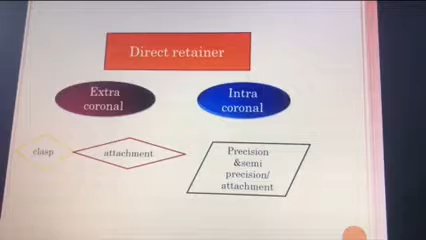 Direct retainer
Extra
coronal
Intra
coronal
clasp
attachment
Precision
&semi
precision/
attachment